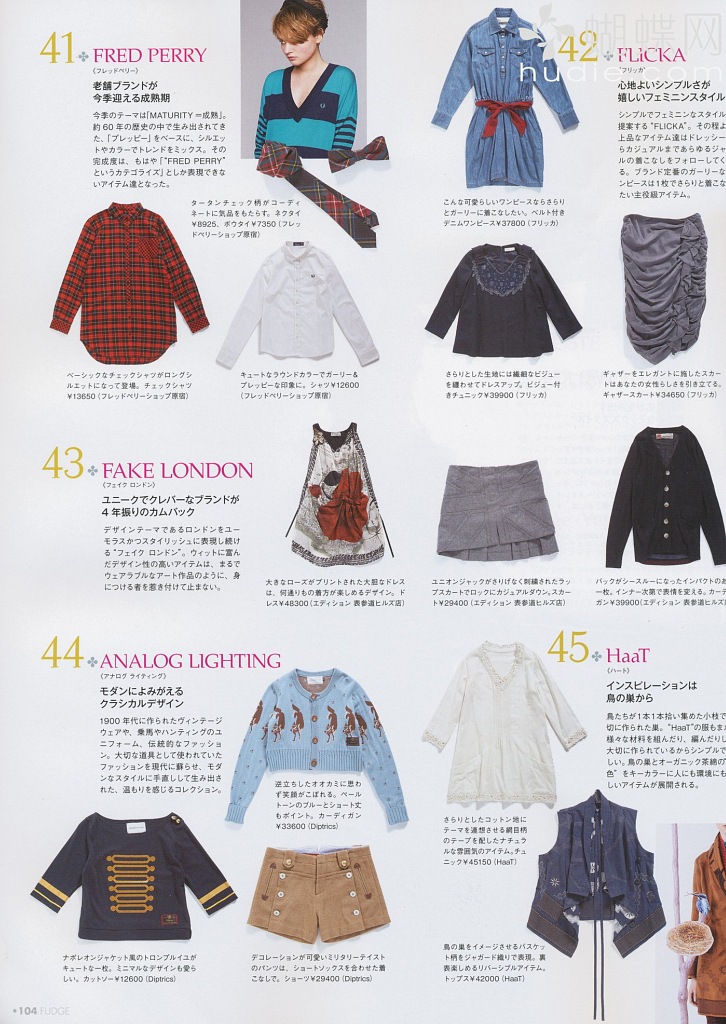 41 FRED PERRY
〈フレッドペリー〉
老舗ブランドが
今季迎える成熟期
今季のテーマは「MATURITY =成熟」。
約60年の歴史の中で生み出されてき
た、「プレッピー」をベースに、シルエッ
トやカラーでトレンドをミックス。その
完成度は、もはや「"FRED PERRY"
というカテゴライズ」としか表現できな
いアイテム達となった。
タータンチェック柄がコーディ
ネートに気品をもたらす。ネクタイ
¥8925、ボウタイ¥7350(フレッ
ドペリーショップ原宿)
ベーシックなチェックシャツがロングシ
ルエットになって登場。チェックシャツ
¥13650(フレッドペリーショップ原宿)
キュートなラウンドカラーでガーリー&
プレッピーな印象に。シャツ¥12600
(フレッドペリーショップ原宿)
蝴蝶网
hudie.com
42 FLICKA
〈フリッカ〉
心地よいシンプルさが
嬉しいフェミニンスタイル
シンプルでフェミニンなスタイル
提案する"FLICKA"。その程よ
上品なアイテム達はドレッシー
らカジュアルまであらゆるジャ
ルの着こなしをフォローしてく
る。ブランド定番のガーリーな
ンピースは1枚でさらりと着こな
たい主役級アイテム。
こんな可愛らしいワンピースならさらり
とガーリーに着こなしたい。ベルト付き
デニムワンピース¥37800(フリッカ)
さらりとした生地には繊細なビジュー
を纏わせてドレスアップ。ビジュー付
きチュニック¥39900(フリッカ)
ギャザーをエレガントに施したスカー
トはあなたの女性らしさを引き立てる。
ギャザースカート¥34650(フリッカ)
43 FAKE LONDON
〈フェイク ロンドン〉
ユニークでクレバーなブランドが
4年振りのカムバック
デザインテーマであるロンドンをユー
モラスかつスタイリッシュに表現し続け
る"フェイク ロンドン"。ウィットに富ん
だデザイン性の高いアイテムは、まるで
ウェアラブルなアート作品のように、身
につける者を惹き付けて止まない。
大きなローズがプリントされた大胆なドレス
は、何通りもの着方が楽しめるデザイン。ド
レス¥48300(エディション 表参道ヒルズ店)
ユニオンジャックがさりげなく刺繍されたラッ
プスカートでロックにカジュアルダウン。スカー
ト¥29400(エディション 表参道ヒルズ店)
バックがシースルーになったインパクトのあ
一枚。インナー次第で表情を変える。カーデ
ガン¥39900(エディション 表参道ヒルズ店)
44 ANALOG LIGHTING
〈アナログ ライティング〉
モダンによみがえる
クラシカルデザイン
1900年代に作られたヴィンテージ
ウェアや、乗馬やハンティングのユ
ニフォーム、伝統的なファッショ
ン。大切な道具として使われていた
ファッションを現代に蘇らせ、モダ
ンなスタイルに手直しして生み出さ
れた、温もりを感じるコレクション。
逆立ちしたオオカミに思わ
ず笑顔がこぼれる。ペール
トーンのブルーとショート丈
もポイント。カーディガン
¥33600(Diptrics)
ナポレオンジャケット風のトロンプルイユが
キュートな一枚。ミニマルなデザインも愛ら
しい。カットソー¥12600(Diptrics)
デコレーションが可愛いミリタリーテイスト
のパンツは、ショートソックスを合わせた着
こなしで。ショーツ¥29400(Diptrics)
45 HaaT
〈ハート〉
インスピレーションは
鳥の巣から
鳥たちが1本1本拾い集めた小枝で
切に作られた巣。"HaaT"の服もま
様々な材料を組んだり、編んだりし
大切に作られているからシンプルで
しい。鳥の巣とオーガニック茶綿の"
色"をキーカラーに人にも環境にも
しいアイテムが展開される。
さらりとしたコットン地に
テーマを連想させる網目柄
のテープを配したナチュラ
ルな雰囲気のアイテム。チュ
ニック¥45150(HaaT)
鳥の巣をイメージさせるバスケッ
ト柄をジャガード織りで表現。裏
表楽しめるリバーシブルアイテム。
トップス¥42000(HaaT)
•104 FUDGE